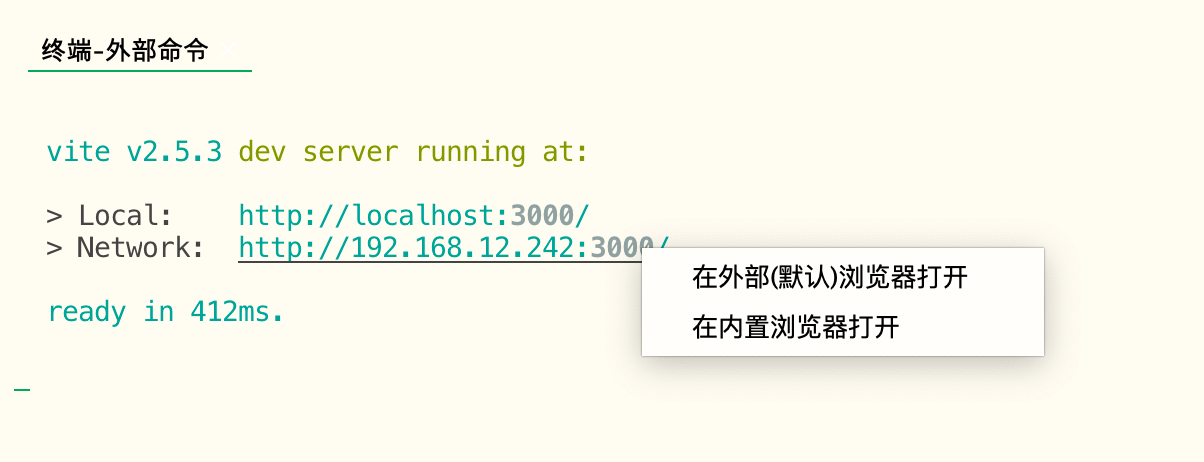 终端-外部命令
vite v2.5.3 dev server running at:
> Local: http://localhost:3000/
> Network: http://192.168.12.242:3000/
在外部(默认)浏览器打开
在内置浏览器打开
ready in 412ms.